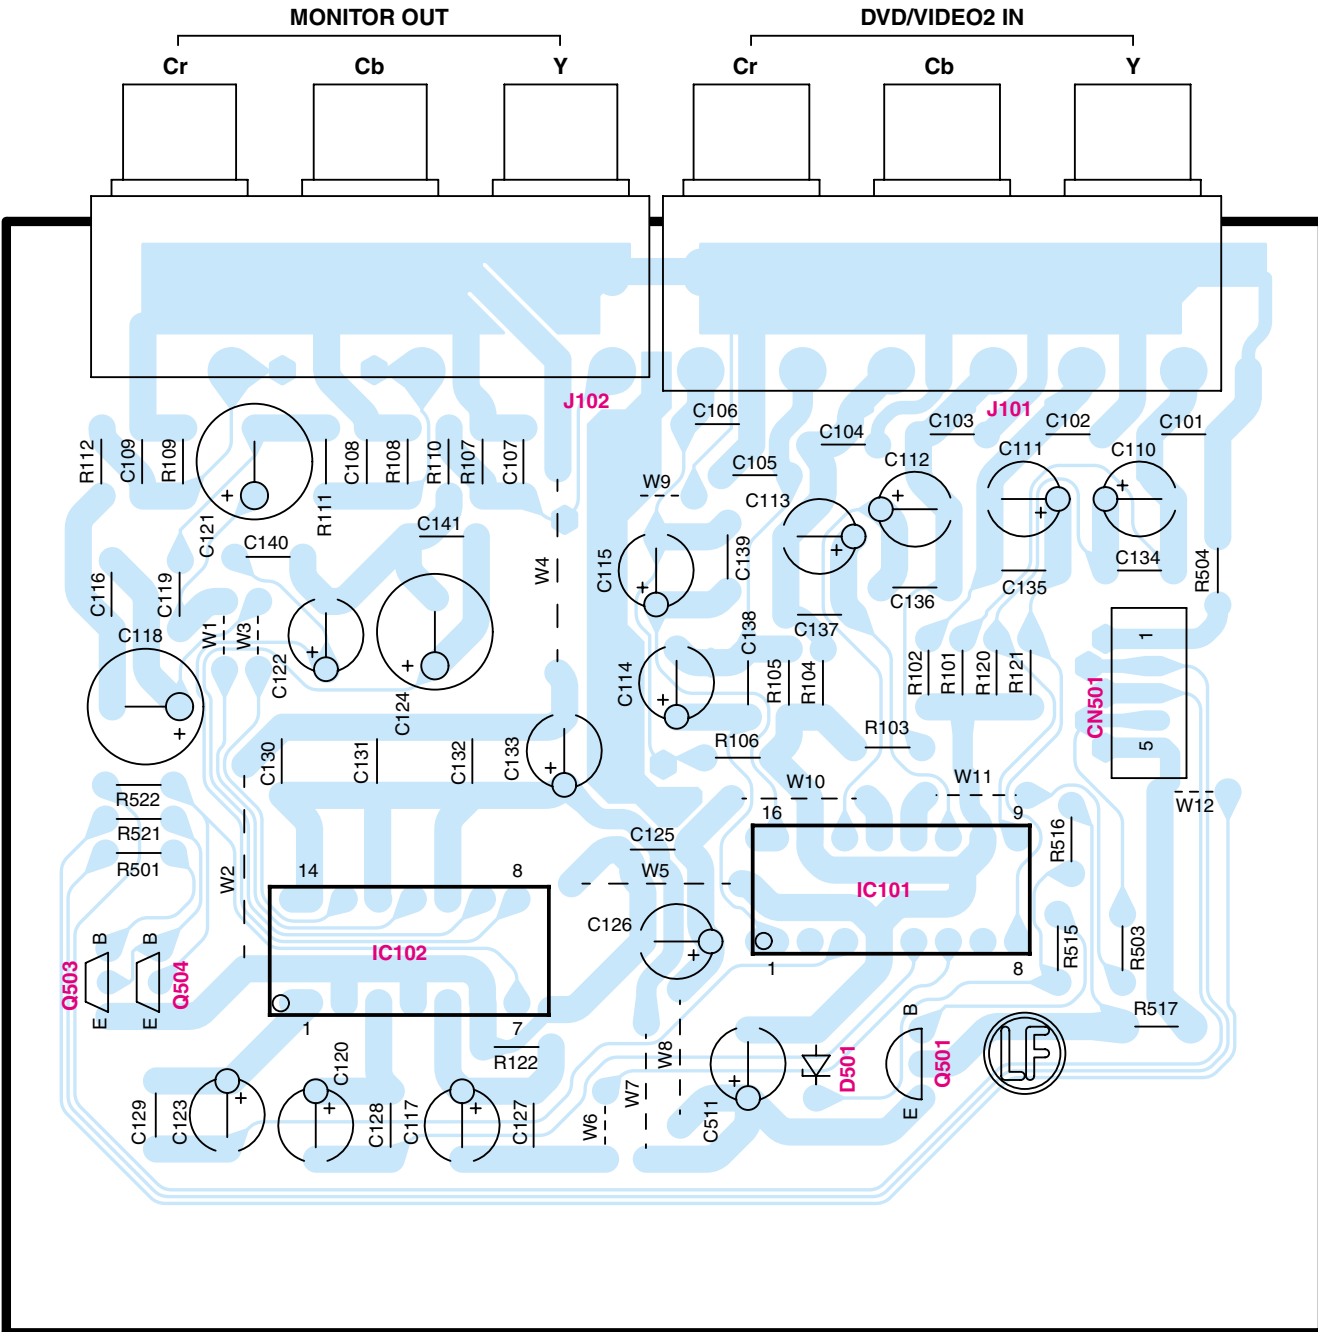 MONITOR OUT DVD/VIDEO2 IN
Cr Cb Y Cr Cb Y
J102 J101
C106 C103 C102 C101
C104
R112 C109 R109 C108 R108 R110 R107 C107
C105 C112 C111 C110
W9 C113
C121 R111 C141
C140 W4 C115 C139 C134 R504
C116 C119 C136 C135
C118 W1 W3 C138 C137 1
C122 C114 R105 R104 R102 R101 R120 R121
C124 CN501
C130 C131 C132 C133 R106 R103 5
R522 W10 W11 W12
16 9
R521 C125 R516
R501 W2 14 8 W5 IC101
C126
B B IC102
Q503 Q504 1 8 R515 R503
E E 1 7 B R517
R122 LF
C120 W8 D501 Q501
W7
C129 C123 C128 C117 C127 W6 C511 E
+ + + + + + + + + + + + + + + +